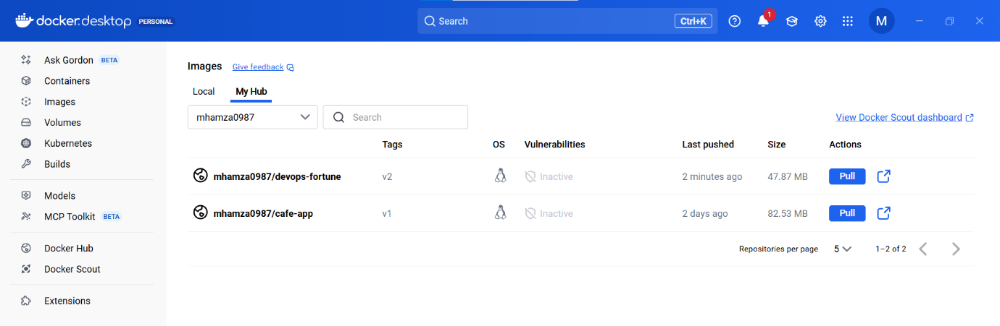 docker.desktop PERSONAL
Search Ctrl+K
1
M
Ask Gordon BETA
Containers
Images
Volumes
Kubernetes
Builds
Models
MCP Toolkit BETA
Docker Hub
Docker Scout
Extensions
Images Give feedback
Local My Hub
mhamza0987 Search View Docker Scout dashboard
Tags OS Vulnerabilities Last pushed Size Actions
mhamza0987/devops-fortune v2 Inactive 2 minutes ago 47.87 MB Pull
mhamza0987/cafe-app v1 Inactive 2 days ago 82.53 MB Pull
Repositories per page 5 1–2 of 2